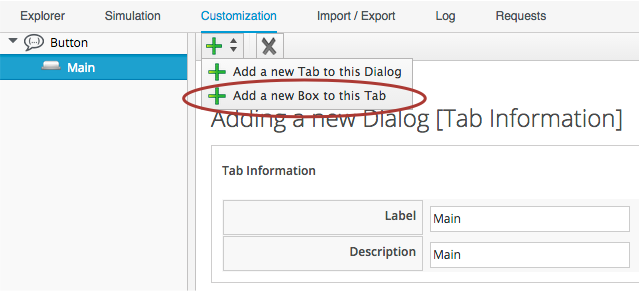 Explorer Simulation Customization Import / Export Log Requests
Button
Main
Add a new Tab to this Dialog
Add a new Box to this Tab
Adding a new Dialog [Tab Information]
Tab Information
Label Main
Description Main